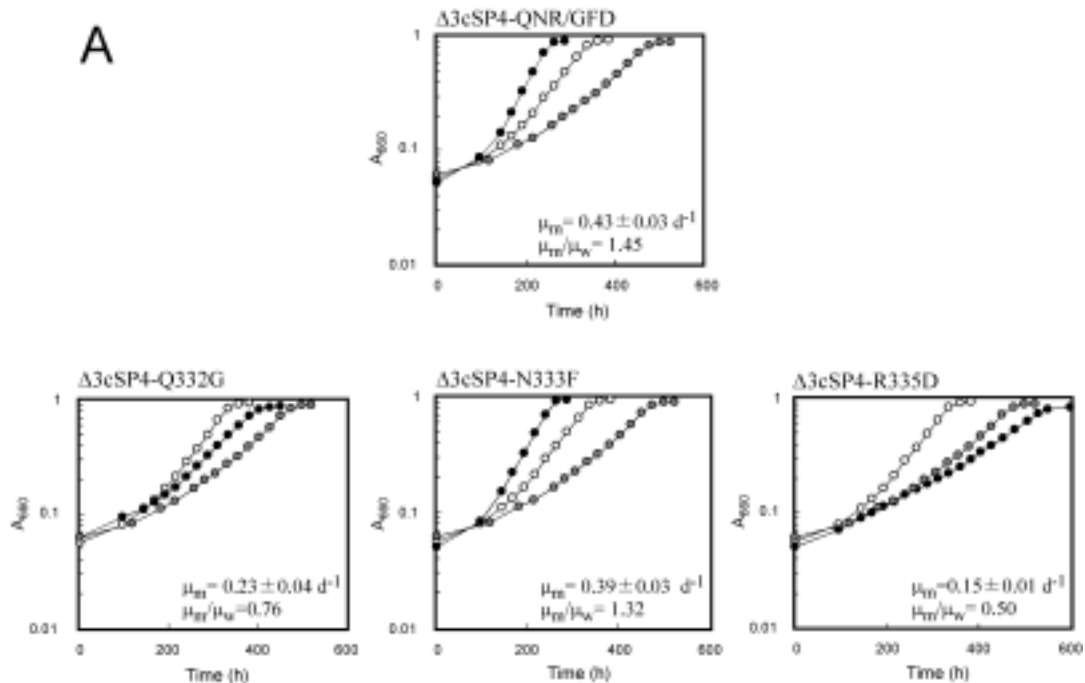 A
Δ3cSP4-QNR/GFD
1
0.1
0.01
A660
μm= 0.43±0.03 d-1
μm/μw= 1.45
0 200 400 600
Time (h)
Δ3cSP4-Q332G
1
0.1
0.01
A660
μm= 0.23±0.04 d-1
μm/μw=0.76
0 200 400 600
Time (h)
Δ3cSP4-N333F
1
0.1
0.01
A660
μm= 0.39±0.03 d-1
μm/μw= 1.32
0 200 400 600
Time (h)
Δ3cSP4-R335D
1
0.1
0.01
A660
μm=0.15±0.01 d-1
μm/μw= 0.50
0 200 400 600
Time (h)